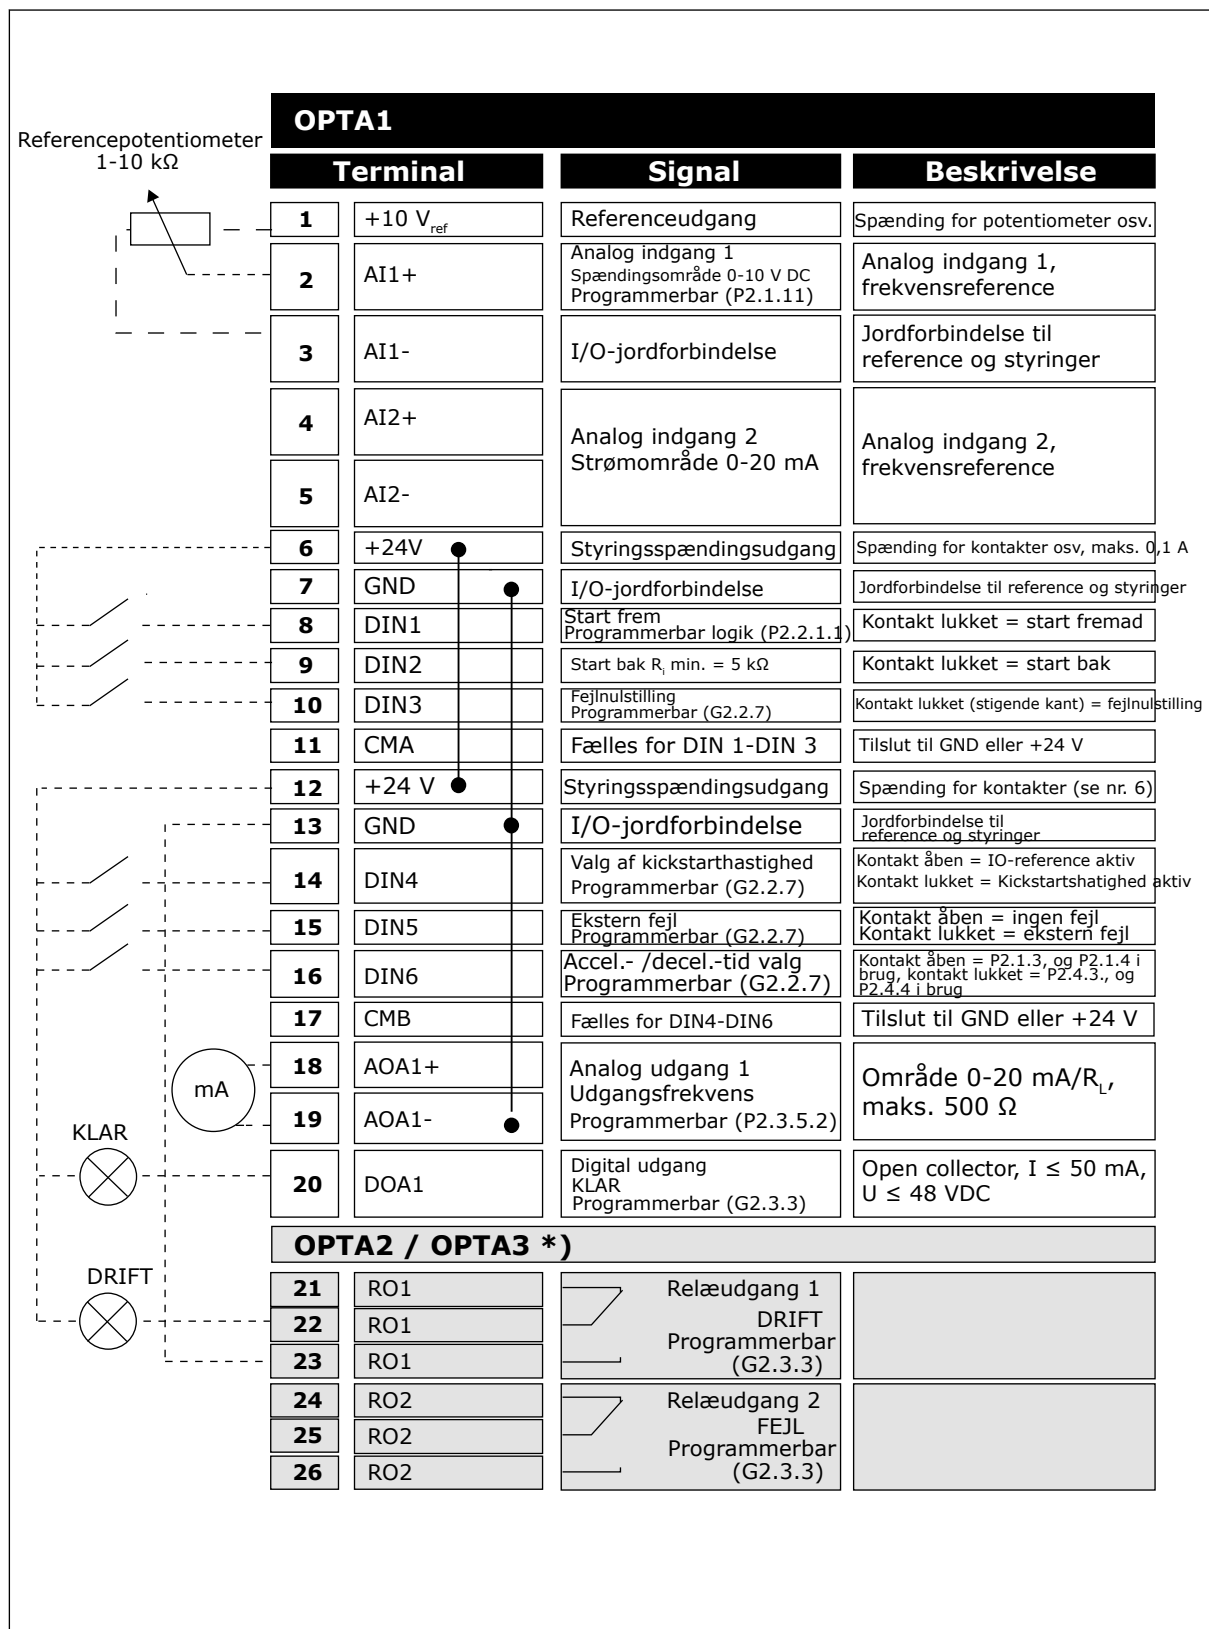 OPTA1
Referencepotentiometer
1-10 kΩ
Terminal Signal Beskrivelse
1 +10 Vref Referenceudgang Spænding for potentiometer osv.
2 AI1+ Analog indgang 1
Spændingsområde 0-10 V DC
Programmerbar (P2.1.11)
Analog indgang 1,
frekvensreference
3 AI1- I/O-jordforbindelse
Jordforbindelse til
reference og styringer
4 AI2+
Analog indgang 2
Strømområde 0-20 mA
Analog indgang 2,
frekvensreference
5 AI2-
6 +24V Styringsspændingsudgang Spænding for kontakter osv, maks. 0,1 A
7 GND I/O-jordforbindelse Jordforbindelse til reference og styringer
8 DIN1 Start frem
Programmerbar logik (P2.2.1.1)
Kontakt lukket = start fremad
9 DIN2 Start bak Ri min. = 5 kΩ Kontakt lukket = start bak
10 DIN3 Fejlnulstilling
Programmerbar (G2.2.7)
Kontakt lukket (stigende kant) = fejlnulstilling
11 CMA Fælles for DIN 1-DIN 3 Tilslut til GND eller +24 V
12 +24 V Styringsspændingsudgang Spænding for kontakter (se nr. 6)
13 GND I/O-jordforbindelse
Jordforbindelse til
reference og styringer
14 DIN4 Valg af kickstarthastighed
Programmerbar (G2.2.7)
Kontakt åben = IO-reference aktiv
Kontakt lukket = Kickstartshatighed aktiv
15 DIN5 Ekstern fejl
Programmerbar (G2.2.7)
Kontakt åben = ingen fejl
Kontakt lukket = ekstern fejl
16 DIN6 Accel.- /decel.-tid valg
Programmerbar (G2.2.7)
Kontakt åben = P2.1.3, og P2.1.4 i
brug, kontakt lukket = P2.4.3., og
P2.4.4 i brug
17 CMB Fælles for DIN4-DIN6 Tilslut til GND eller +24 V
mA
18 AOA1+
Analog udgang 1
Udgangsfrekvens
Programmerbar (P2.3.5.2)
Område 0-20 mA/RL,
maks. 500 Ω
19 AOA1-
KLAR
20 DOA1 Digital udgang
KLAR
Programmerbar (G2.3.3)
Open collector, I ≤ 50 mA,
U ≤ 48 VDC
OPTA2 / OPTA3 *)
DRIFT
21 RO1 Relæudgang 1
22 RO1 DRIFT
Programmerbar
23 RO1 (G2.3.3)
24 RO2 Relæudgang 2
25 RO2 FEJL
Programmerbar
26 RO2 (G2.3.3)